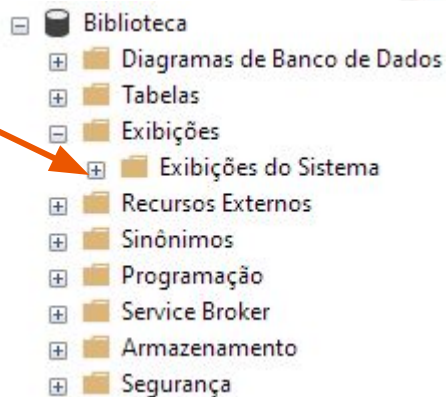 Biblioteca
Diagramas de Banco de Dados
Tabelas
Exibições
Exibições do Sistema
Recursos Externos
Sinônimos
Programação
Service Broker
Armazenamento
Segurança